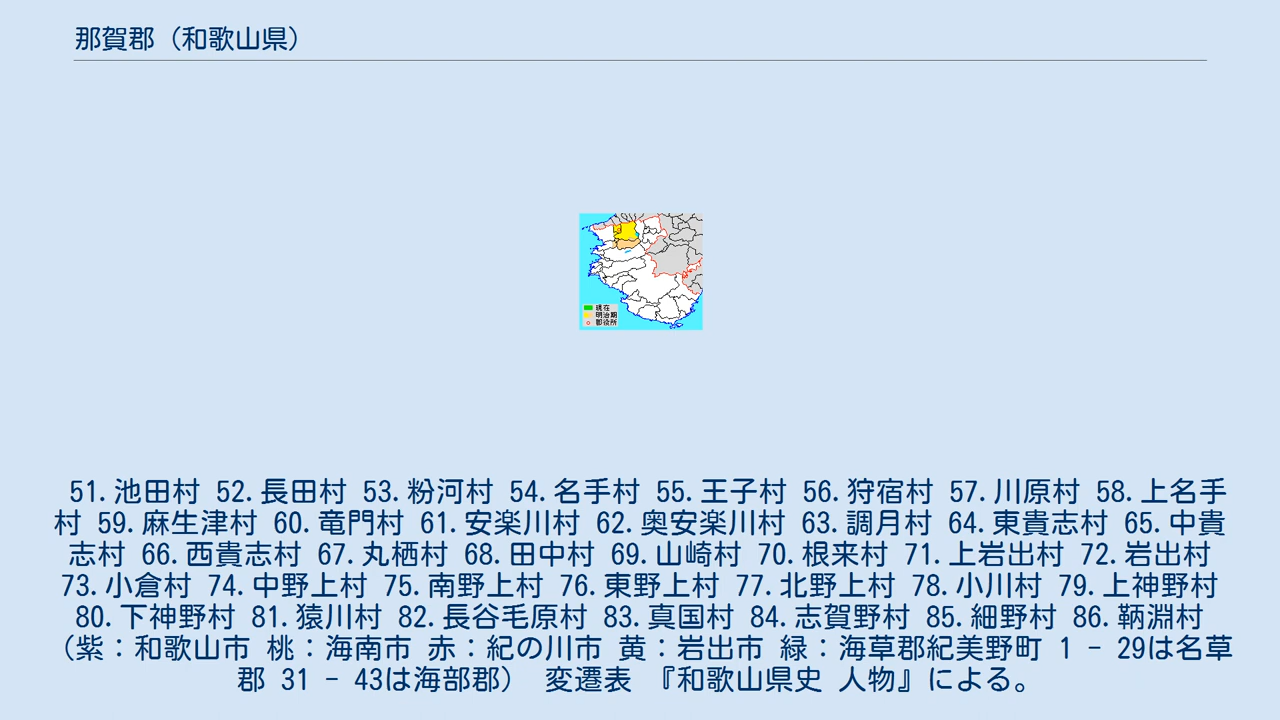 那賀郡（和歌山県）
現在
明治期
郡役所
51.池田村 52.長田村 53.粉河村 54.名手村 55.王子村 56.狩宿村 57.川原村 58.上名手
村 59.麻生津村 60.竜門村 61.安楽川村 62.奥安楽川村 63.調月村 64.東貴志村 65.中貴
志村 66.西貴志村 67.丸栖村 68.田中村 69.山崎村 70.根来村 71.上岩出村 72.岩出村
73.小倉村 74.中野上村 75.南野上村 76.東野上村 77.北野上村 78.小川村 79.上神野村
80.下神野村 81.猿川村 82.長谷毛原村 83.真国村 84.志賀野村 85.細野村 86.鞆淵村
（紫：和歌山市 桃：海南市 赤：紀の川市 黄：岩出市 緑：海草郡紀美野町 1 - 29は名草
郡 31 - 43は海部郡） 変遷表 『和歌山県史 人物』による。